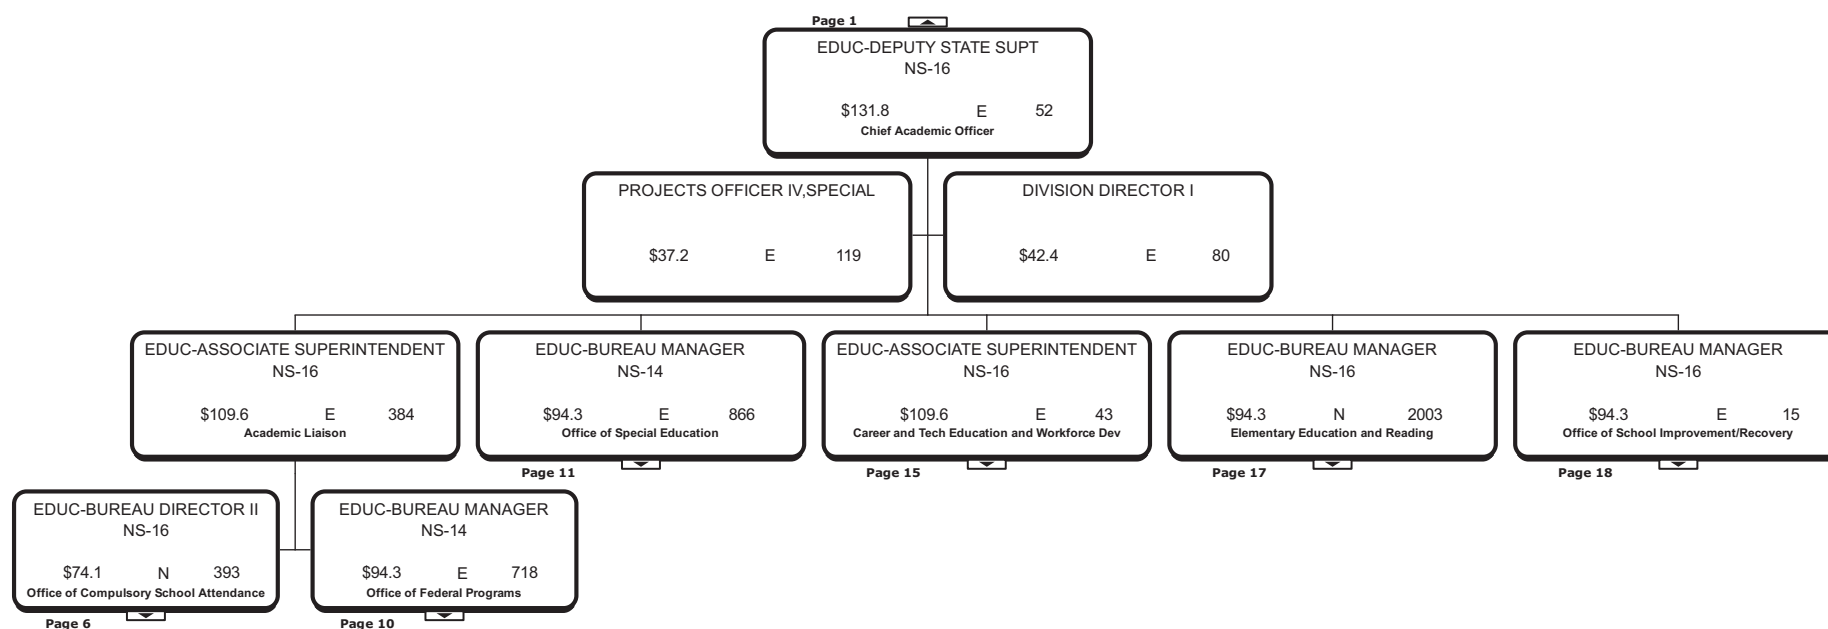 Page 1
EDUC-DEPUTY STATE SUPT
NS-16
$131.8 E 52
Chief Academic Officer
PROJECTS OFFICER IV,SPECIAL
$37.2 E 119
DIVISION DIRECTOR I
$42.4 E 80
EDUC-ASSOCIATE SUPERINTENDENT
NS-16
$109.6 E 384
Academic Liaison
EDUC-BUREAU MANAGER
NS-14
$94.3 E 866
Office of Special Education
Page 11
EDUC-ASSOCIATE SUPERINTENDENT
NS-16
$109.6 E 43
Career and Tech Education and Workforce Dev
Page 15
EDUC-BUREAU MANAGER
NS-16
$94.3 N 2003
Elementary Education and Reading
Page 17
EDUC-BUREAU MANAGER
NS-16
$94.3 E 15
Office of School Improvement/Recovery
Page 18
EDUC-BUREAU DIRECTOR II
NS-16
$74.1 N 393
Office of Compulsory School Attendance
Page 6
EDUC-BUREAU MANAGER
NS-14
$94.3 E 718
Office of Federal Programs
Page 10